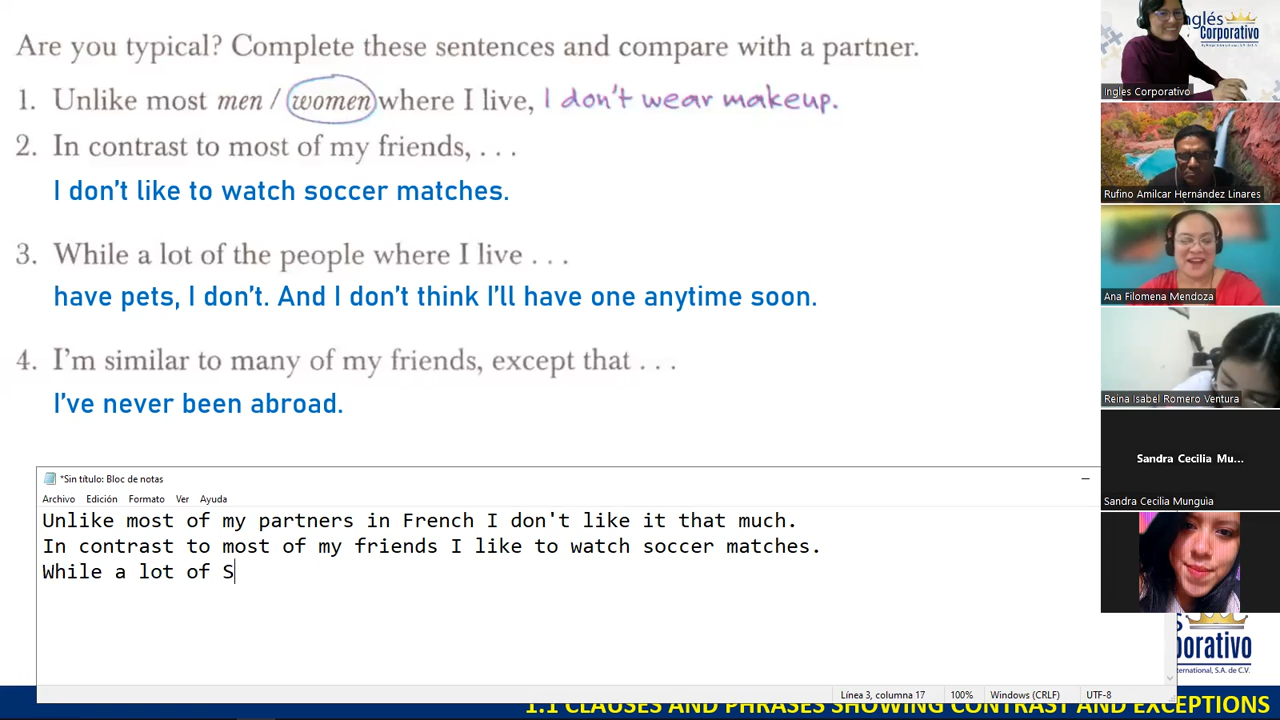 Are you typical? Complete these sentences and compare with a partner.
1. Unlike most men / women where I live, I don't wear makeup.
2. In contrast to most of my friends, . . .
I don't like to watch soccer matches.
3. While a lot of the people where I live . . .
have pets, I don't. And I don't think I'll have one anytime soon.
4. I'm similar to many of my friends, except that . . .
I've never been abroad.
*Sin título: Bloc de notas
Archivo Edición Formato Ver Ayuda
Unlike most of my partners in French I don't like it that much.
In contrast to most of my friends I like to watch soccer matches.
While a lot of S
Línea 3, columna 17 100% Windows (CRLF) UTF-8
1.1 CLAUSES AND PHRASES SHOWING CONTRAST AND EXCEPTIONS
Inglés
Corporativo
Ingles Corporativo
Rufino Amilcar Hernández Linares
Ana Filomena Mendoza
Reina Isabel Romero Ventura
Sandra Cecilia Mu...
Sandra Cecilia Munguìa
porativo
ternational, S.A. de C.V.